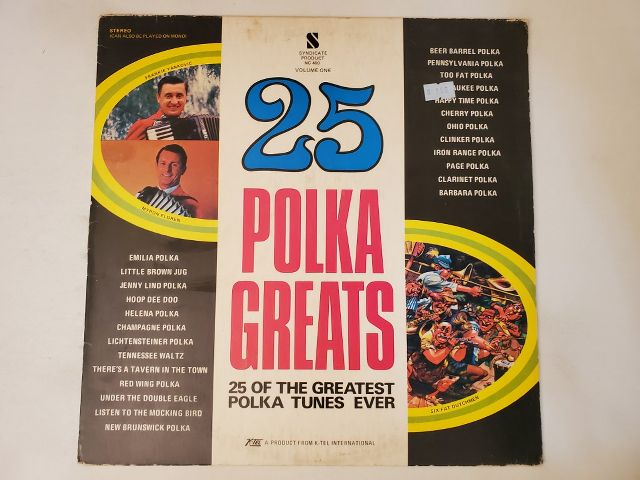 STEREO
(CAN ALSO BE PLAYED ON MONO)
FRANKIE YANKOVIC
MYRON FLOREN
S
SYNDICATE
PRODUCT
NC 460
VOLUME ONE
25
POLKA
GREATS
25 OF THE GREATEST
POLKA TUNES EVER
K-TEL A PRODUCT FROM K-TEL INTERNATIONAL
BEER BARREL POLKA
PENNSYLVANIA POLKA
TOO FAT POLKA
AUKEE POLKA
HAPPY TIME POLKA
CHERRY POLKA
OHIO POLKA
CLINKER POLKA
IRON RANGE POLKA
PAGE POLKA
CLARINET POLKA
BARBARA POLKA
EMILIA POLKA
LITTLE BROWN JUG
JENNY LIND POLKA
HOOP DEE DOO
HELENA POLKA
CHAMPAGNE POLKA
LICHTENSTEINER POLKA
TENNESSEE WALTZ
THERE'S A TAVERN IN THE TOWN
RED WING POLKA
UNDER THE DOUBLE EAGLE
LISTEN TO THE MOCKING BIRD
NEW BRUNSWICK POLKA
SIX FAT DUTCHMEN